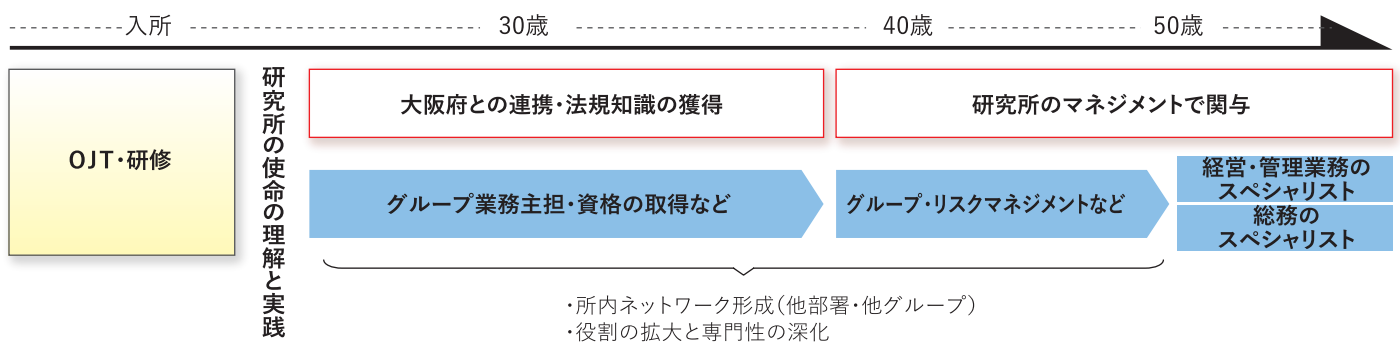 入所
30歳
40歳
50歳
OJT・研修
研究所の使命の理解と実践
大阪府との連携・法規知識の獲得
研究所のマネジメントで関与
グループ業務主担・資格の取得など
グループ・リスクマネジメントなど
経営・管理業務の
スペシャリスト
総務の
スペシャリスト
・所内ネットワーク形成（他部署・他グループ）
・役割の拡大と専門性の深化